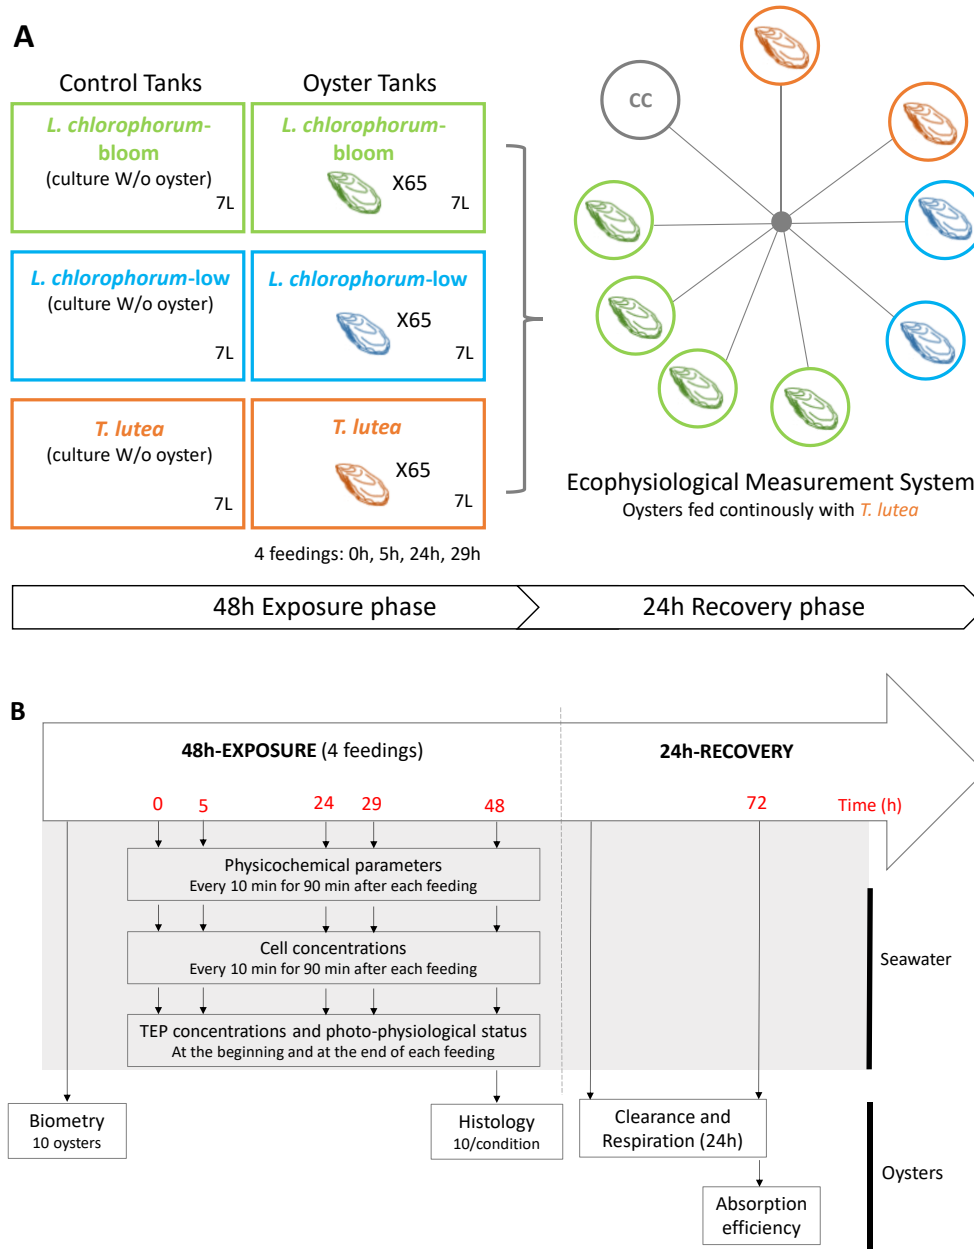 A
Control Tanks
Oyster Tanks
L. chlorophorum-
bloom
(culture W/o oyster)
7L
L. chlorophorum-
bloom
X65
7L
L. chlorophorum-low
(culture W/o oyster)
7L
L. chlorophorum-low
X65
7L
T. lutea
(culture W/o oyster)
7L
T. lutea
X65
7L
4 feedings: 0h, 5h, 24h, 29h
CC
Ecophysiological Measurement System
Oysters fed continously with T. lutea
48h Exposure phase
24h Recovery phase
B
48h-EXPOSURE (4 feedings)
24h-RECOVERY
0 5 24 29 48 72 Time (h)
Physicochemical parameters
Every 10 min for 90 min after each feeding
Cell concentrations
Every 10 min for 90 min after each feeding
TEP concentrations and photo-physiological status
At the beginning and at the end of each feeding
Seawater
Biometry
10 oysters
Histology
10/condition
Clearance and
Respiration (24h)
Absorption
efficiency
Oysters